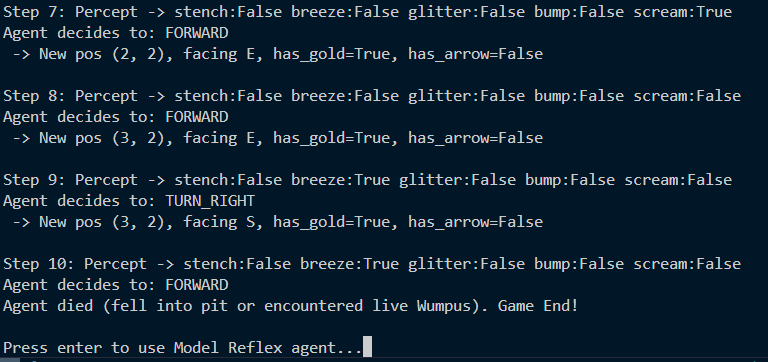 Step 7: Percept -> stench:False breeze:False glitter:False bump:False scream:True
Agent decides to: FORWARD
 -> New pos (2, 2), facing E, has_gold=True, has_arrow=False
Step 8: Percept -> stench:False breeze:False glitter:False bump:False scream:False
Agent decides to: FORWARD
 -> New pos (3, 2), facing E, has_gold=True, has_arrow=False
Step 9: Percept -> stench:False breeze:True glitter:False bump:False scream:False
Agent decides to: TURN_RIGHT
 -> New pos (3, 2), facing S, has_gold=True, has_arrow=False
Step 10: Percept -> stench:False breeze:True glitter:False bump:False scream:False
Agent decides to: FORWARD
Agent died (fell into pit or encountered live Wumpus). Game End!
Press enter to use Model Reflex agent...